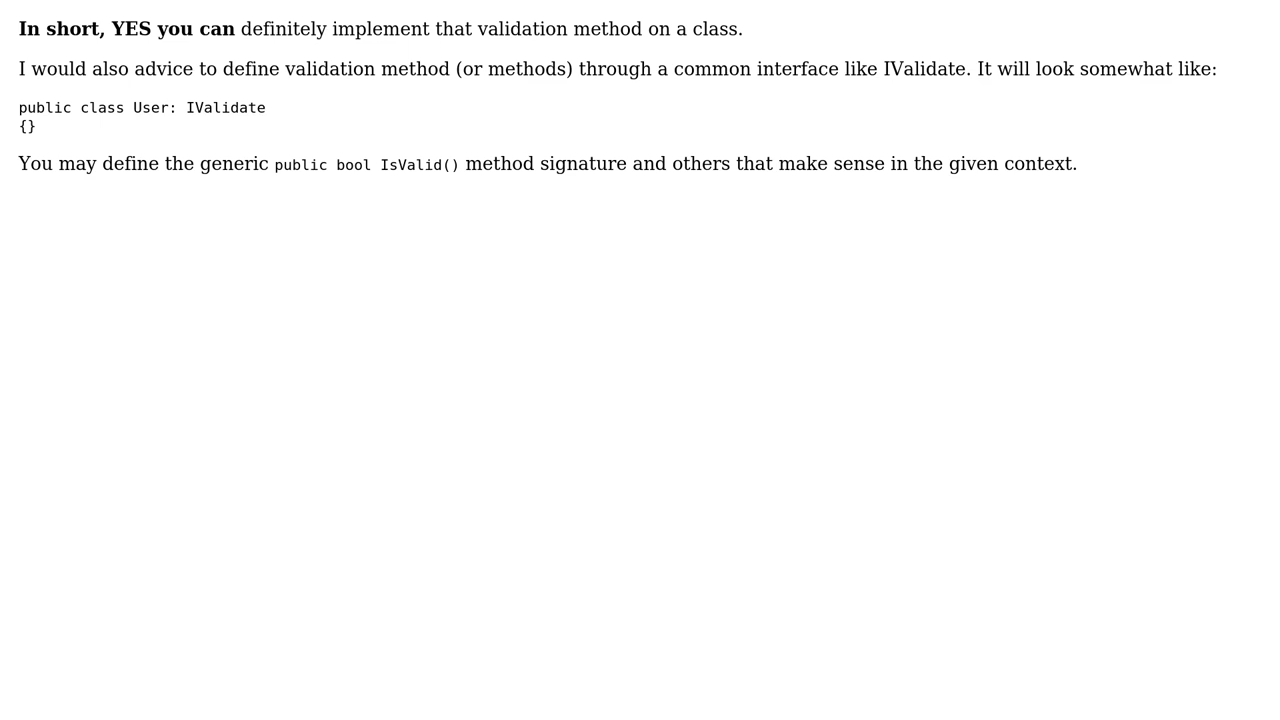 In short, YES you can definitely implement that validation method on a class.
I would also advice to define validation method (or methods) through a common interface like IValidate. It will look somewhat like:
public class User: IValidate
{}
You may define the generic public bool IsValid() method signature and others that make sense in the given context.